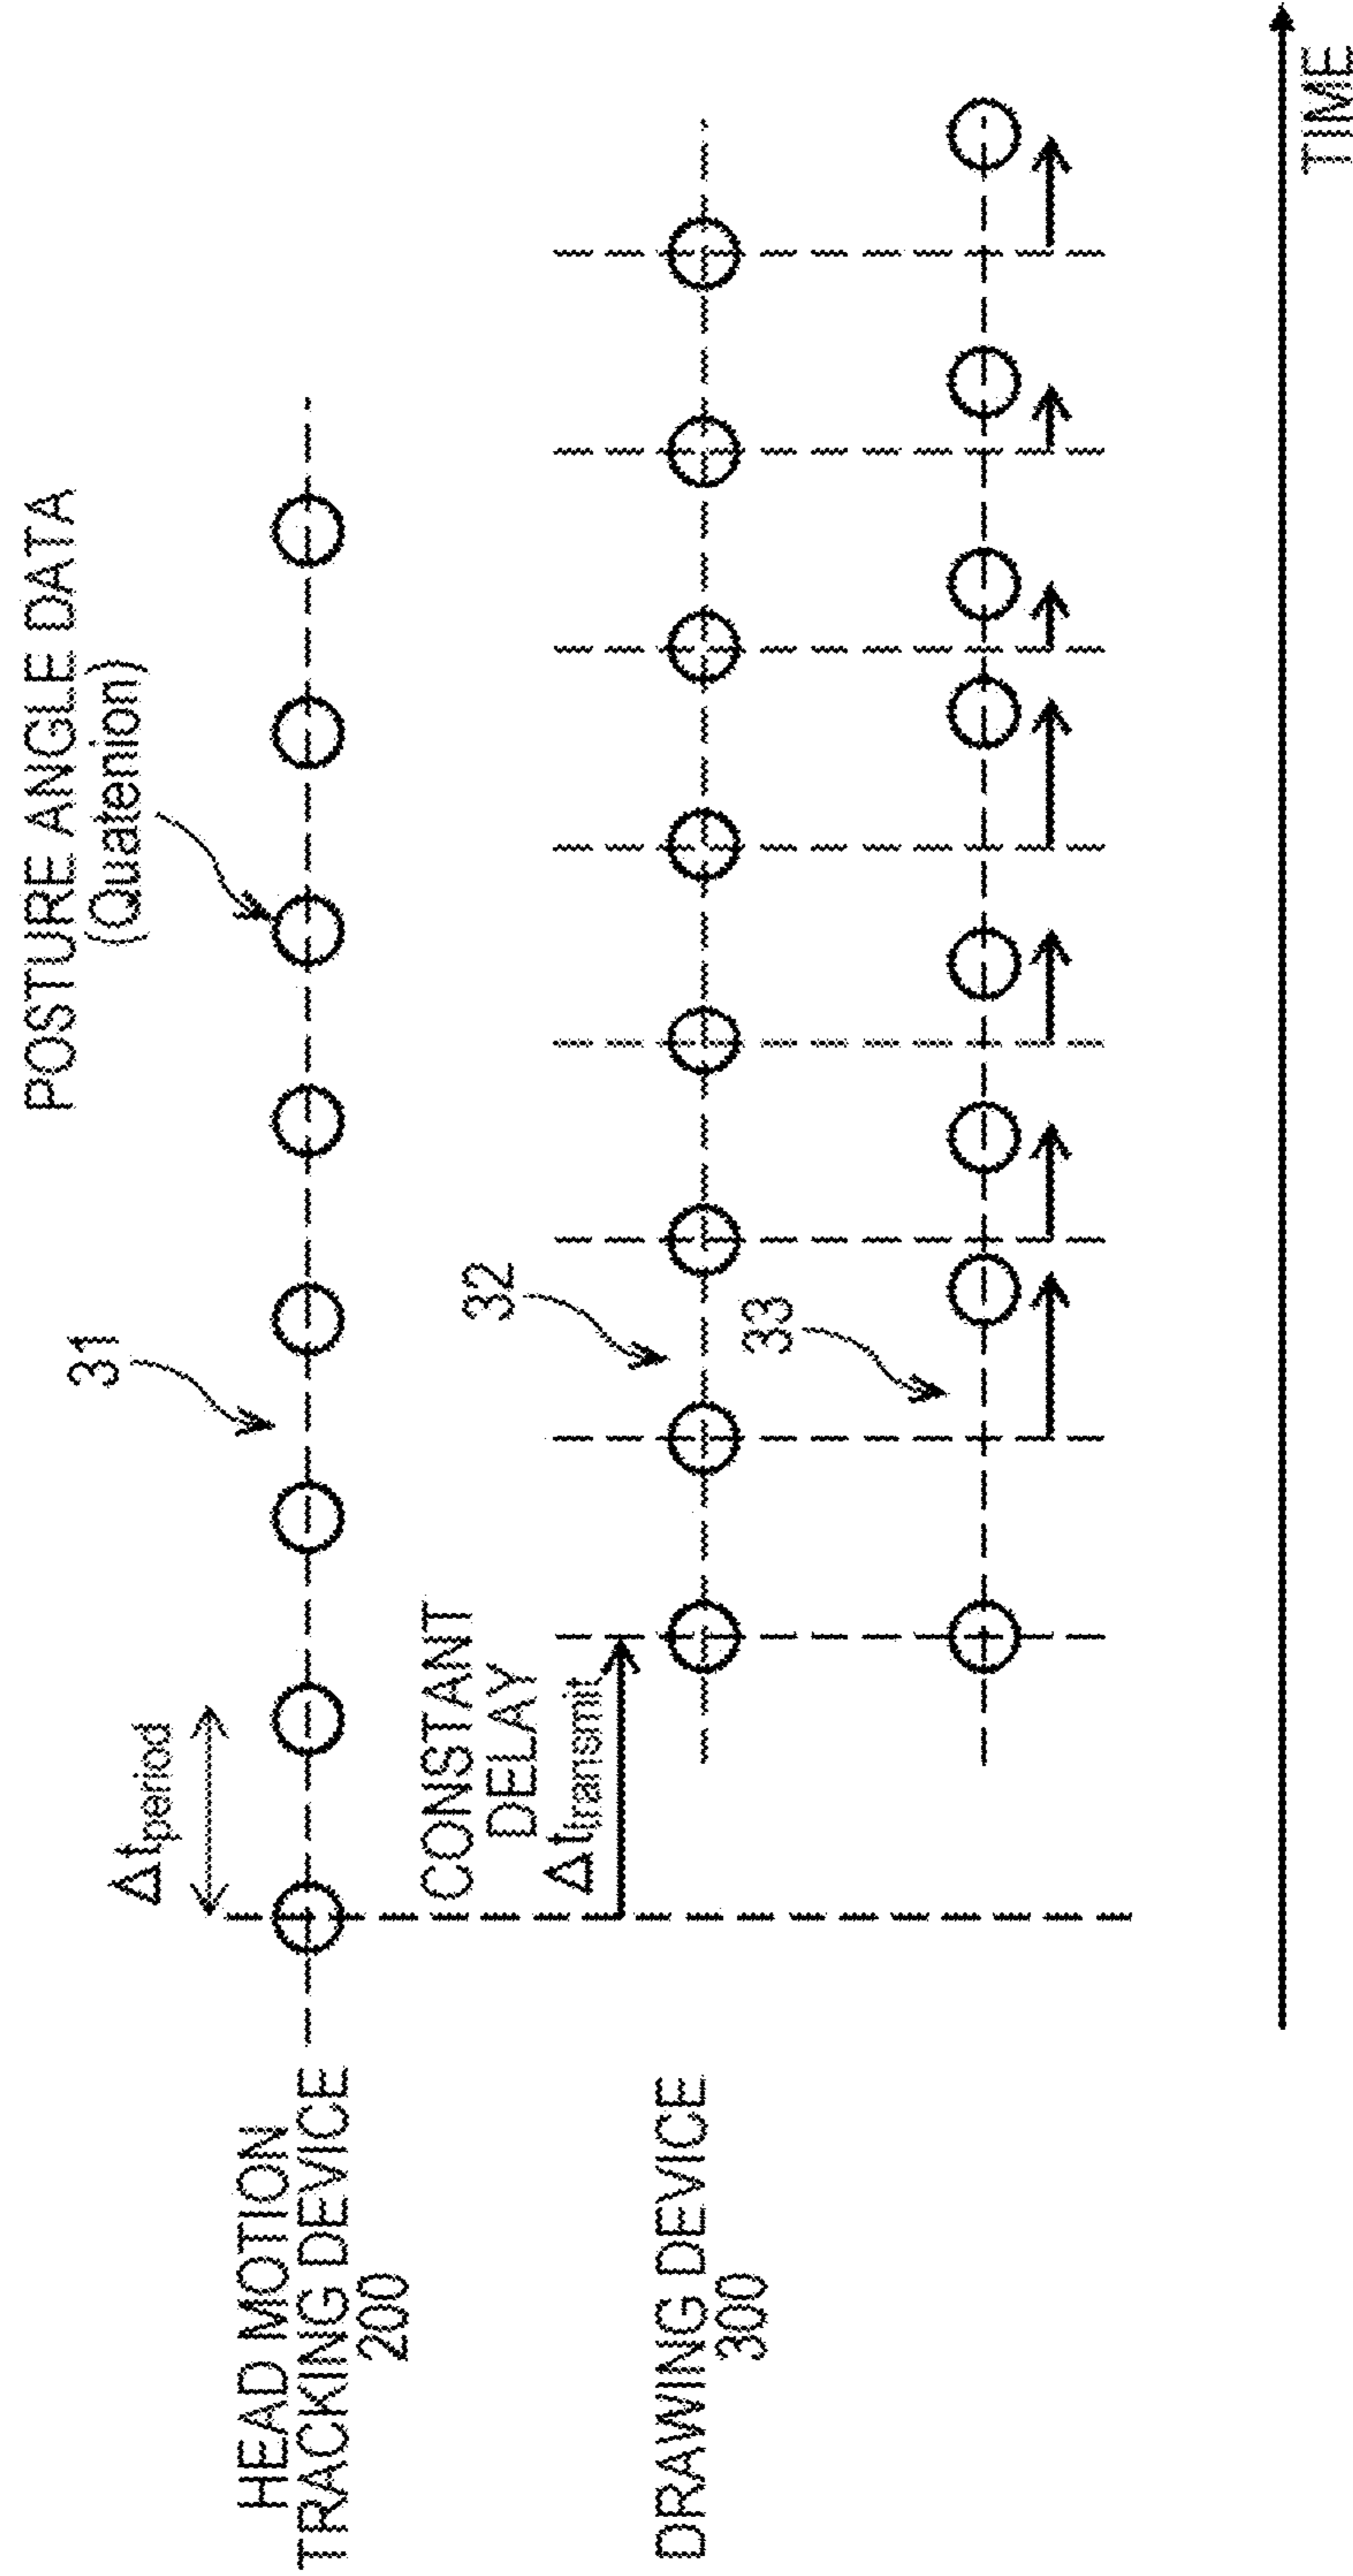 POSTURE ANGLE DATA
(Quatenion)
31
Δtperiod
HEAD MOTION
TRACKING DEVICE
200
CONSTANT
DELAY
Δttransmit
32
33
DRAWING DEVICE
300
TIME